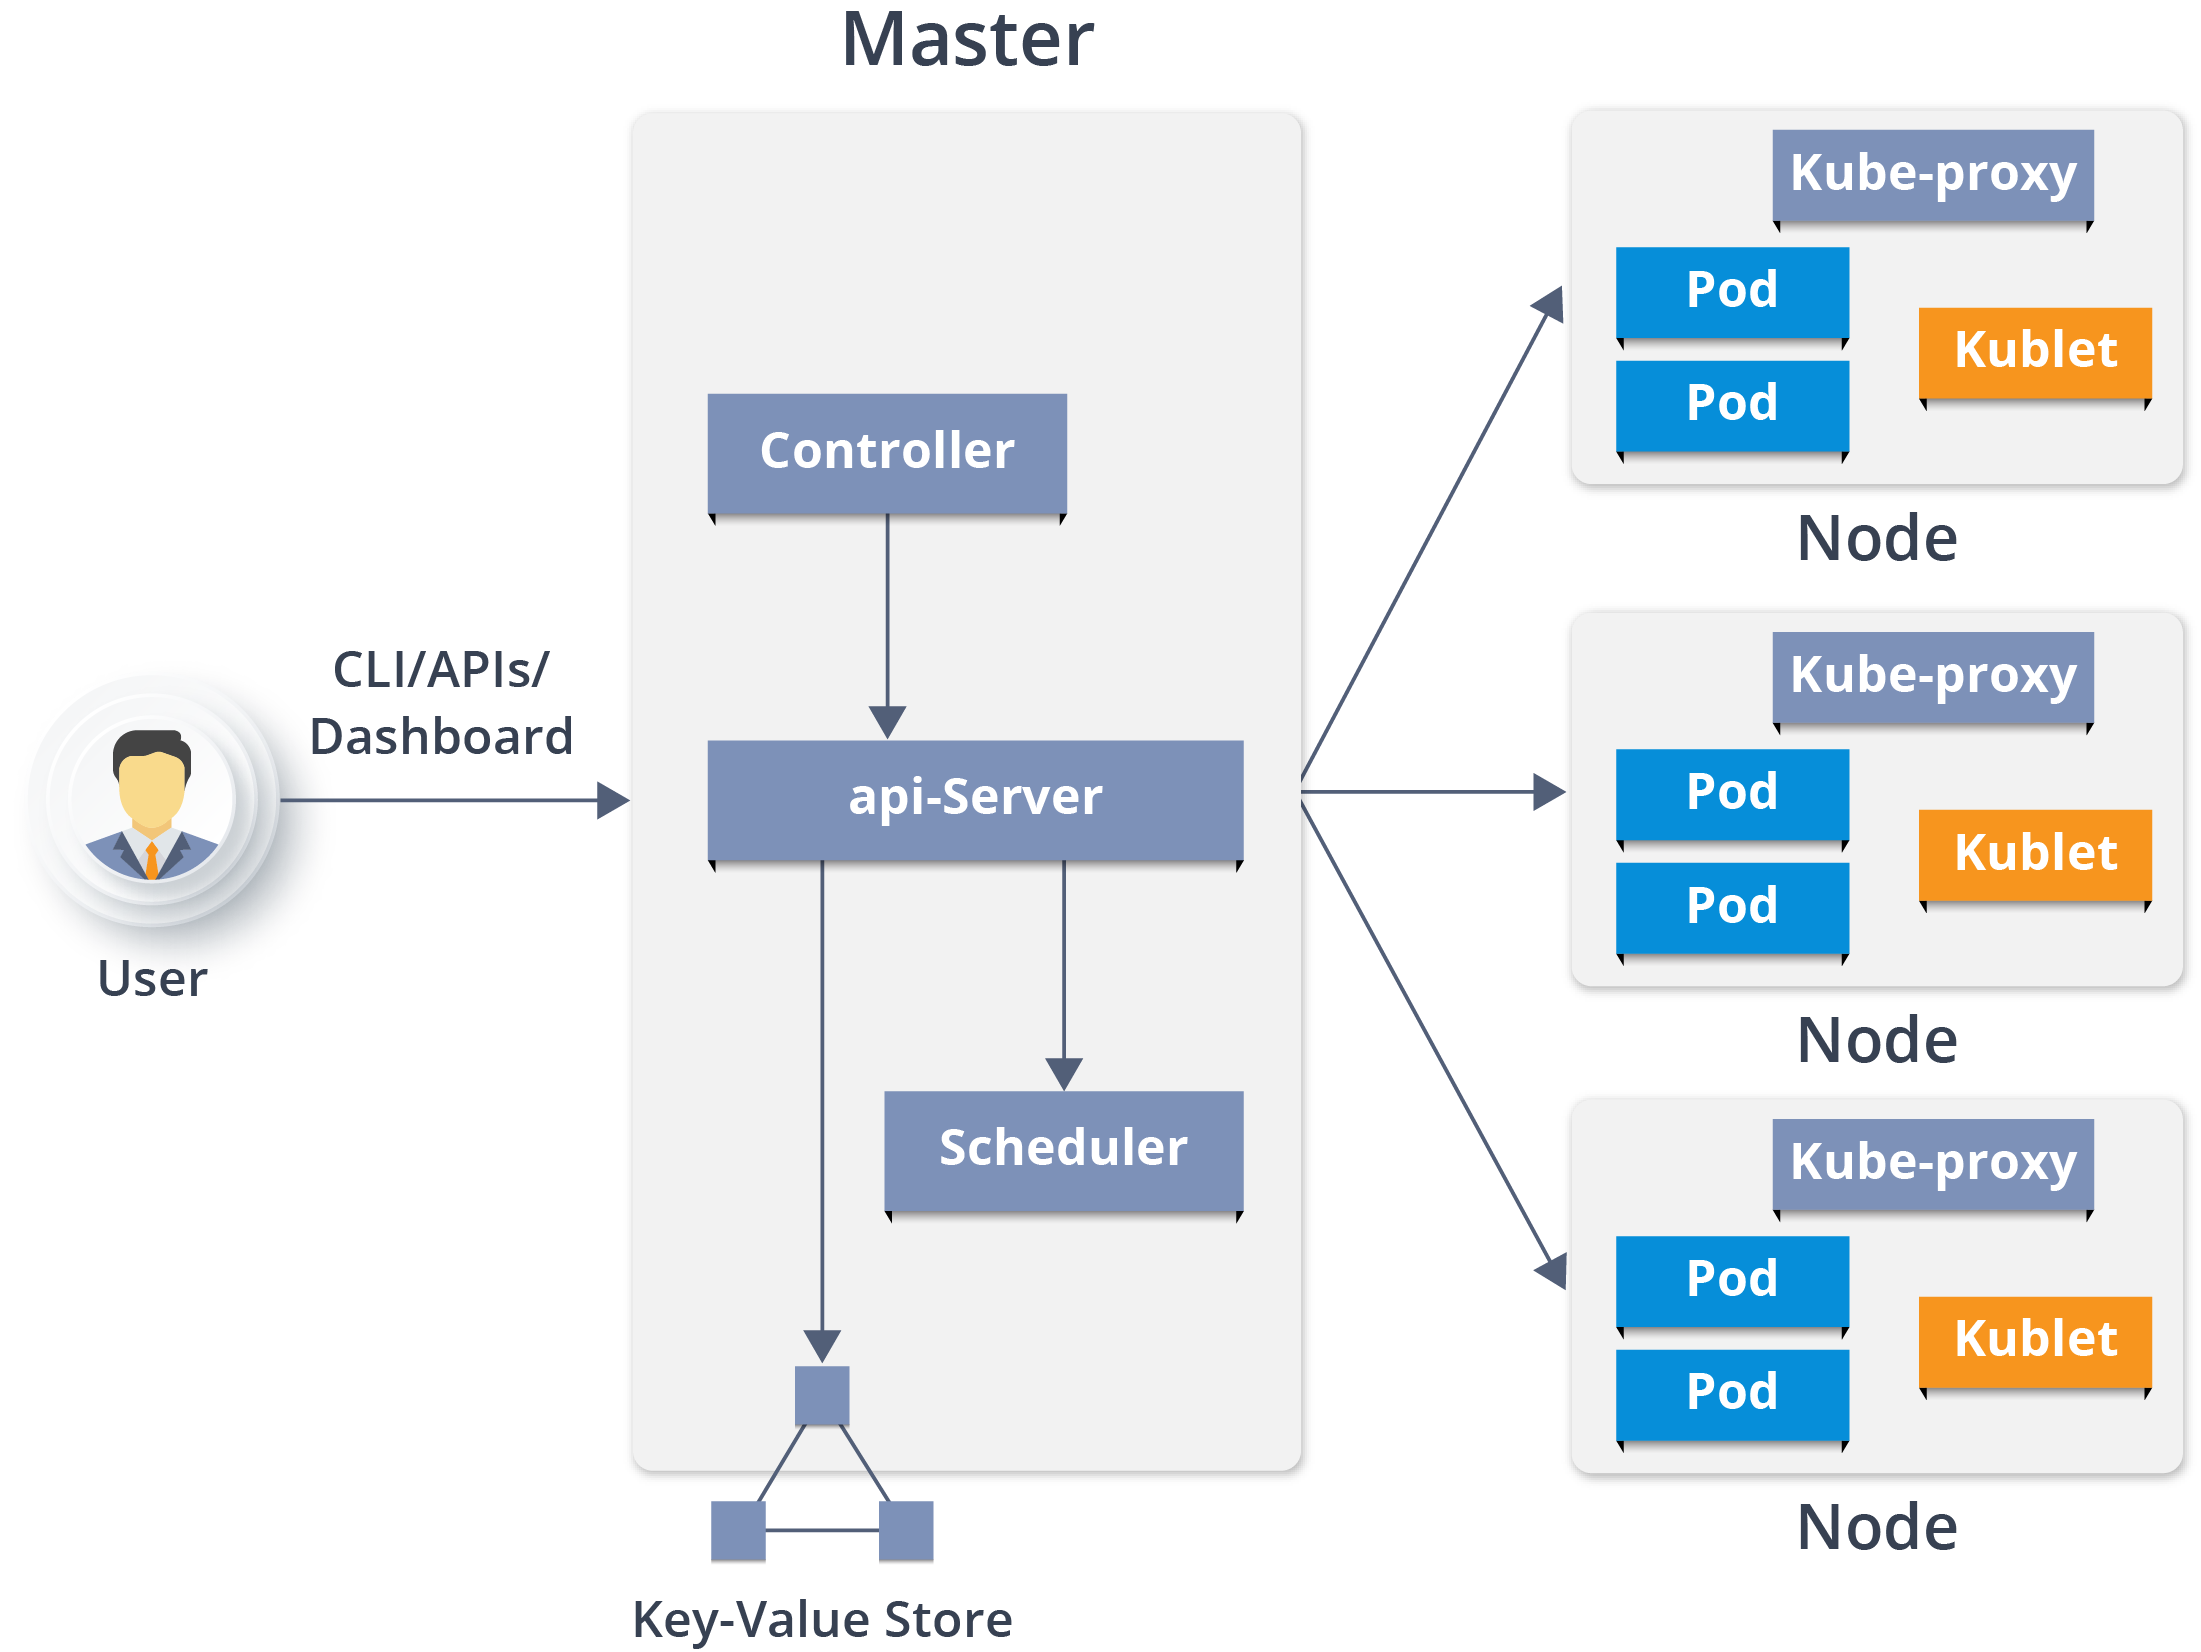 Master
Controller
api-Server
Scheduler
CLI/APIs/
Dashboard
User
Key-Value Store
Kube-proxy
Pod
Kublet
Pod
Node
Kube-proxy
Pod
Kublet
Pod
Node
Kube-proxy
Pod
Kublet
Pod
Node